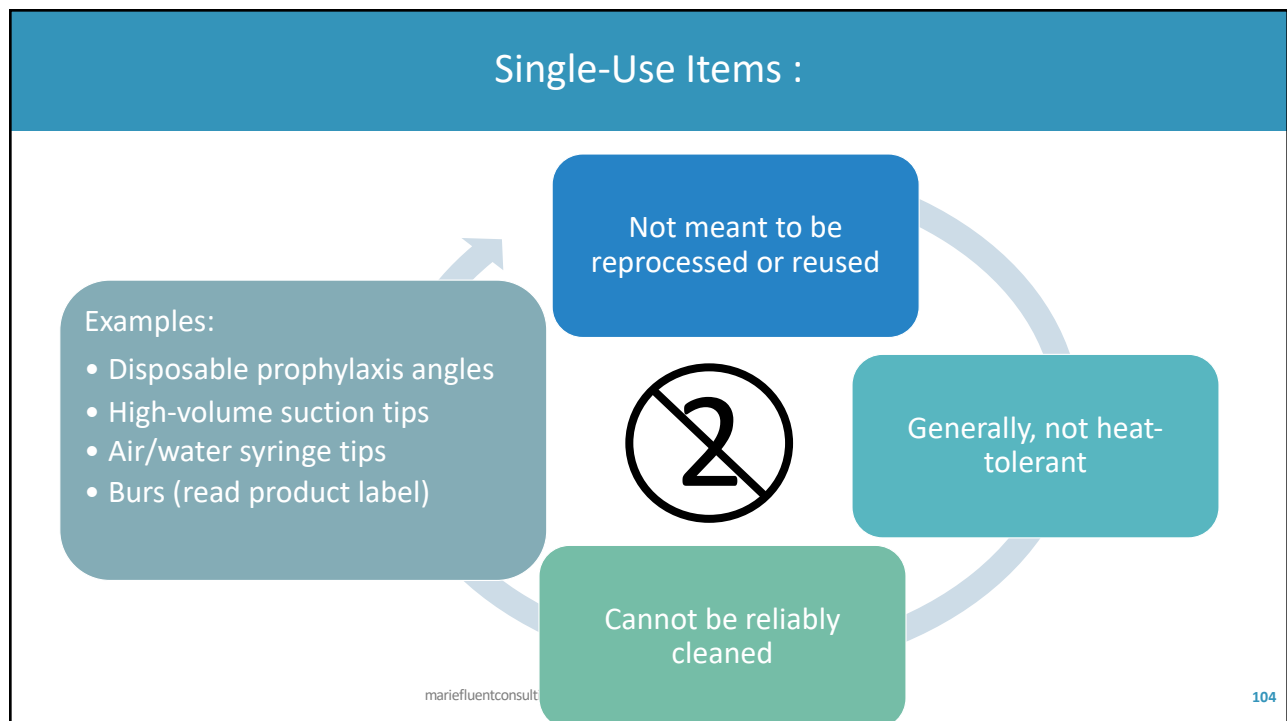 Single-Use Items :
Not meant to be
reprocessed or reused
Generally, not heat-
tolerant
Cannot be reliably
cleaned
Examples:
• Disposable prophylaxis angles
• High-volume suction tips
• Air/water syringe tips
• Burs (read product label)
2
mariefluentconsult
104